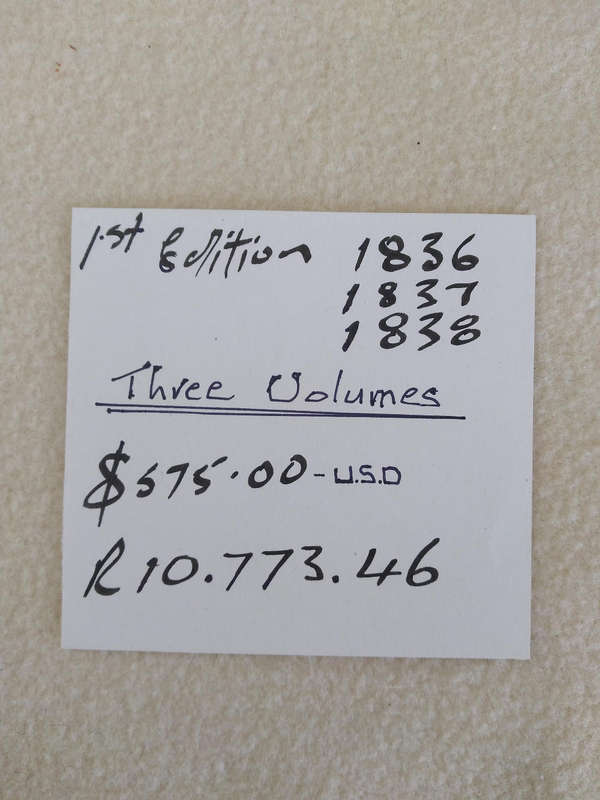 1st Edition 1836
1837
1838
Three Volumes
$575.00 - U.S.D
R10.773.46